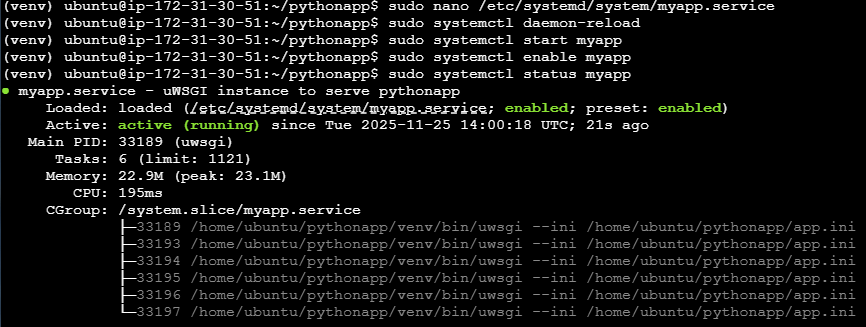 (venv) ubuntu@ip-172-31-30-51:~/pythonapp$ sudo nano /etc/systemd/system/myapp.service
(venv) ubuntu@ip-172-31-30-51:~/pythonapp$ sudo systemctl daemon-reload
(venv) ubuntu@ip-172-31-30-51:~/pythonapp$ sudo systemctl start myapp
(venv) ubuntu@ip-172-31-30-51:~/pythonapp$ sudo systemctl enable myapp
(venv) ubuntu@ip-172-31-30-51:~/pythonapp$ sudo systemctl status myapp
● myapp.service - uWSGI instance to serve pythonapp
Loaded: loaded (/etc/systemd/system/myapp.service; enabled; preset: enabled)
Active: active (running) since Tue 2025-11-25 14:00:18 UTC; 21s ago
Main PID: 33189 (uwsgi)
Tasks: 6 (limit: 1121)
Memory: 22.9M (peak: 23.1M)
CPU: 195ms
CGroup: /system.slice/myapp.service
├─33189 /home/ubuntu/pythonapp/venv/bin/uwsgi --ini /home/ubuntu/pythonapp/app.ini
├─33193 /home/ubuntu/pythonapp/venv/bin/uwsgi --ini /home/ubuntu/pythonapp/app.ini
├─33194 /home/ubuntu/pythonapp/venv/bin/uwsgi --ini /home/ubuntu/pythonapp/app.ini
├─33195 /home/ubuntu/pythonapp/venv/bin/uwsgi --ini /home/ubuntu/pythonapp/app.ini
├─33196 /home/ubuntu/pythonapp/venv/bin/uwsgi --ini /home/ubuntu/pythonapp/app.ini
└─33197 /home/ubuntu/pythonapp/venv/bin/uwsgi --ini /home/ubuntu/pythonapp/app.ini